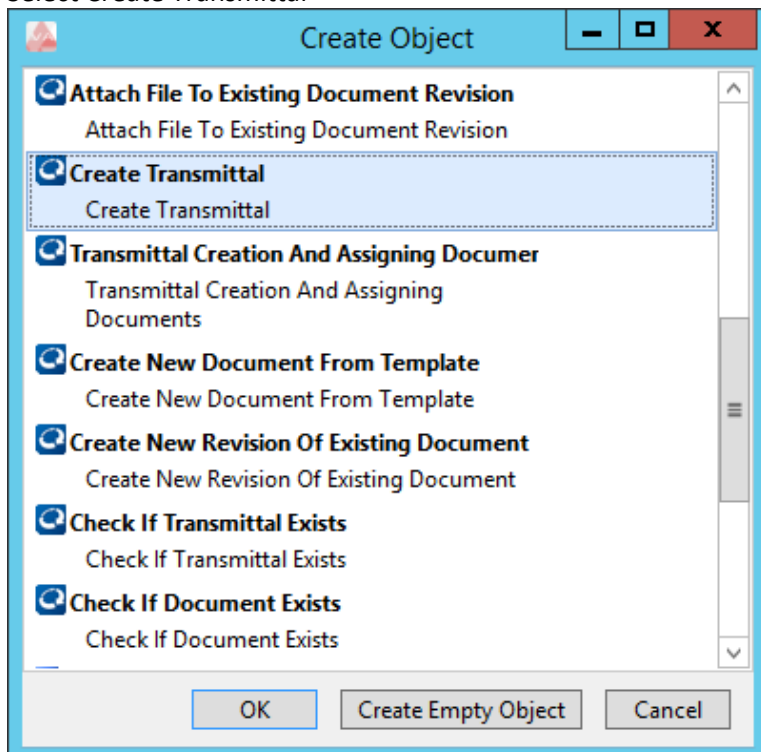 Create Object
Attach File To Existing Document Revision
Attach File To Existing Document Revision
Create Transmittal
Create Transmittal
Transmittal Creation And Assigning Documer
Transmittal Creation And Assigning
Documents
Create New Document From Template
Create New Document From Template
Create New Revision Of Existing Document
Create New Revision Of Existing Document
Check If Transmittal Exists
Check If Transmittal Exists
Check If Document Exists
Check If Document Exists
OK Create Empty Object Cancel